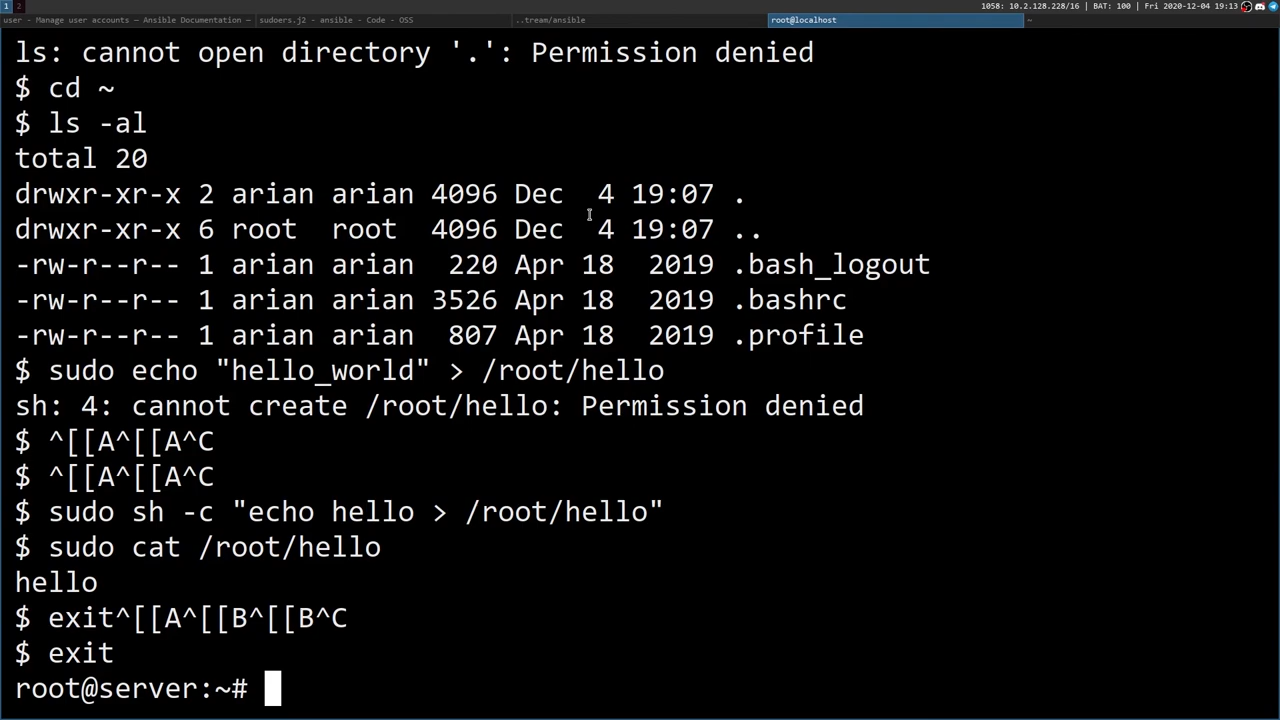 1 2 1058: 10.2.128.228/16 | BAT: 100 | Fri 2020-12-04 19:13
user - Manage user accounts — Ansible Documentation — sudoers.j2 - ansible - Code - OSS ..tream/ansible root@localhost ~
ls: cannot open directory '.': Permission denied
$ cd ~
$ ls -al
total 20
drwxr-xr-x 2 arian arian 4096 Dec  4 19:07 .
drwxr-xr-x 6 root  root  4096 Dec  4 19:07 ..
-rw-r--r-- 1 arian arian  220 Apr 18  2019 .bash_logout
-rw-r--r-- 1 arian arian 3526 Apr 18  2019 .bashrc
-rw-r--r-- 1 arian arian  807 Apr 18  2019 .profile
$ sudo echo "hello_world" > /root/hello
sh: 4: cannot create /root/hello: Permission denied
$ ^[[A^[[A^C
$ ^[[A^[[A^C
$ sudo sh -c "echo hello > /root/hello"
$ sudo cat /root/hello
hello
$ exit^[[A^[[B^[[B^C
$ exit
root@server:~#